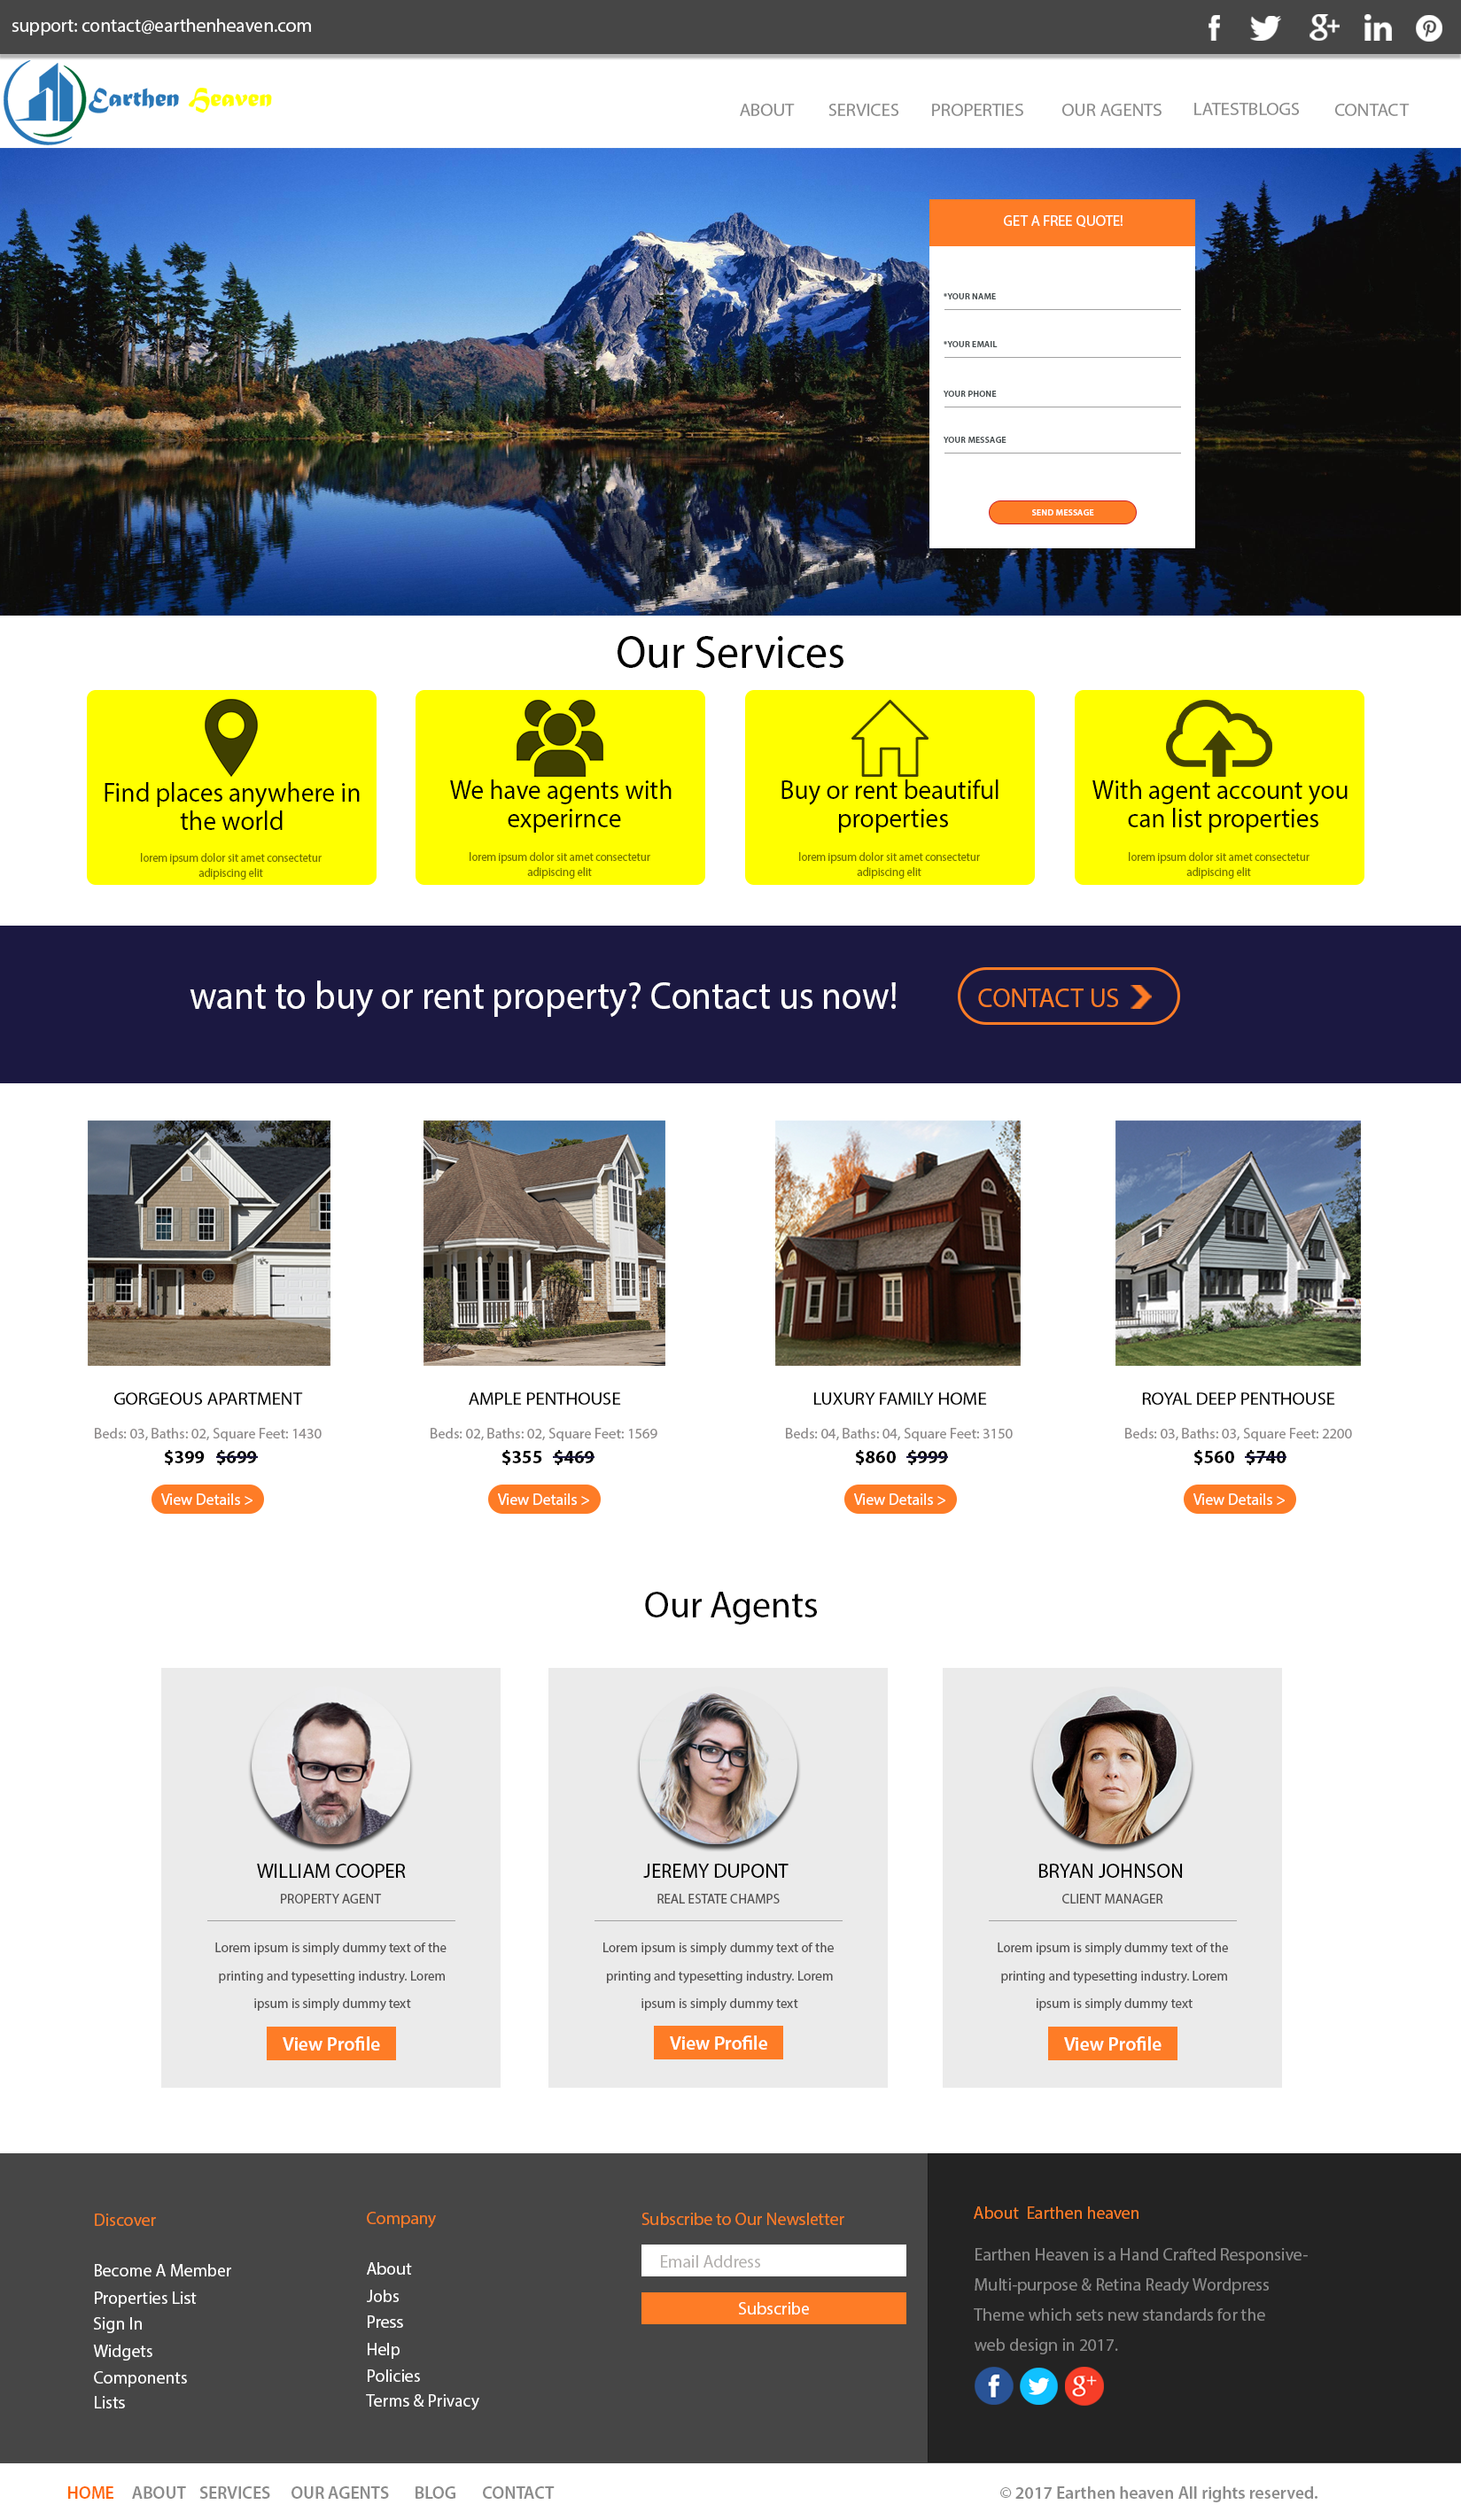 support: contact@earthenheaven.com
Earthen Heaven
ABOUT SERVICES PROPERTIES OUR AGENTS LATESTBLOGS CONTACT
GET A FREE QUOTE!
*YOUR NAME
*YOUR EMAIL
YOUR PHONE
YOUR MESSAGE
SEND MESSAGE
Our Services
Find places anywhere in
the world
lorem ipsum dolor sit amet consectetur
adipiscing elit
We have agents with
experirnce
lorem ipsum dolor sit amet consectetur
adipiscing elit
Buy or rent beautiful
properties
lorem ipsum dolor sit amet consectetur
adipiscing elit
With agent account you
can list properties
lorem ipsum dolor sit amet consectetur
adipiscing elit
want to buy or rent property? Contact us now!
CONTACT US
GORGEOUS APARTMENT
Beds: 03, Baths: 02, Square Feet: 1430
$399 $699
View Details >
AMPLE PENTHOUSE
Beds: 02, Baths: 02, Square Feet: 1569
$355 $469
View Details >
LUXURY FAMILY HOME
Beds: 04, Baths: 04, Square Feet: 3150
$860 $999
View Details >
ROYAL DEEP PENTHOUSE
Beds: 03, Baths: 03, Square Feet: 2200
$560 $740
View Details >
Our Agents
WILLIAM COOPER
PROPERTY AGENT
Lorem ipsum is simply dummy text of the
printing and typesetting industry. Lorem
ipsum is simply dummy text
View Profile
JEREMY DUPONT
REAL ESTATE CHAMPS
Lorem ipsum is simply dummy text of the
printing and typesetting industry. Lorem
ipsum is simply dummy text
View Profile
BRYAN JOHNSON
CLIENT MANAGER
Lorem ipsum is simply dummy text of the
printing and typesetting industry. Lorem
ipsum is simply dummy text
View Profile
Discover
Become A Member
Properties List
Sign In
Widgets
Components
Lists
Company
About
Jobs
Press
Help
Policies
Terms & Privacy
Subscribe to Our Newsletter
Email Address
Subscribe
About Earthen heaven
Earthen Heaven is a Hand Crafted Responsive-
Multi-purpose & Retina Ready Wordpress
Theme which sets new standards for the
web design in 2017.
HOME ABOUT SERVICES OUR AGENTS BLOG CONTACT
© 2017 Earthen heaven All rights reserved.